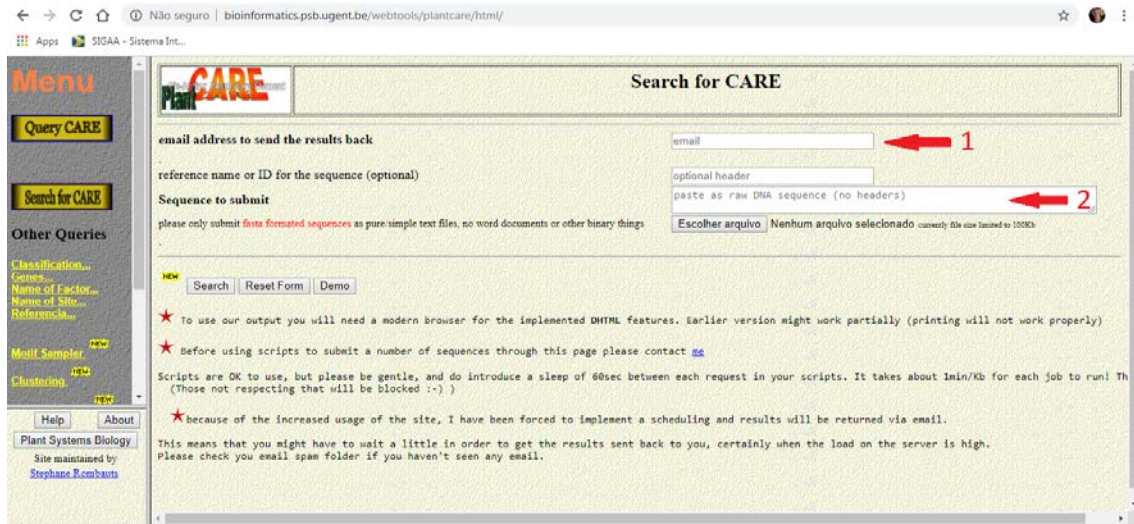 Não seguro | bioinformatics.psb.ugent.be/webtools/plantcare/html/
Apps SIGAA - Sistema Int...
Menu
Query CARE
Search for CARE
Other Queries
Classification...
Genes...
Name of Factor...
Name of Site...
Referencia...
NEW
Motif Sampler
NEW
Clustering
NEW
Help About
Plant Systems Biology
Site maintained by
Stephane Rombauts
PlantCARE
Search for CARE
email address to send the results back
email
1
reference name or ID for the sequence (optional)
optional header
Sequence to submit
paste as raw DNA sequence (no headers)
2
please only submit fasta formated sequences as pure/simple text files, no word documents or other binary things
Escolher arquivo Nenhum arquivo selecionado currently file size limited to 100Kb
NEW
Search Reset Form Demo
To use our output you will need a modern browser for the implemented DHTML features. Earlier version might work partially (printing will not work properly)
Before using scripts to submit a number of sequences through this page please contact me
Scripts are OK to use, but please be gentle, and do introduce a sleep of 60sec between each request in your scripts. It takes about 1min/Kb for each job to run! Th
(Those not respecting that will be blocked :-) )
because of the increased usage of the site, I have been forced to implement a scheduling and results will be returned via email.
This means that you might have to wait a little in order to get the results sent back to you, certainly when the load on the server is high.
Please check you email spam folder if you haven't seen any email.